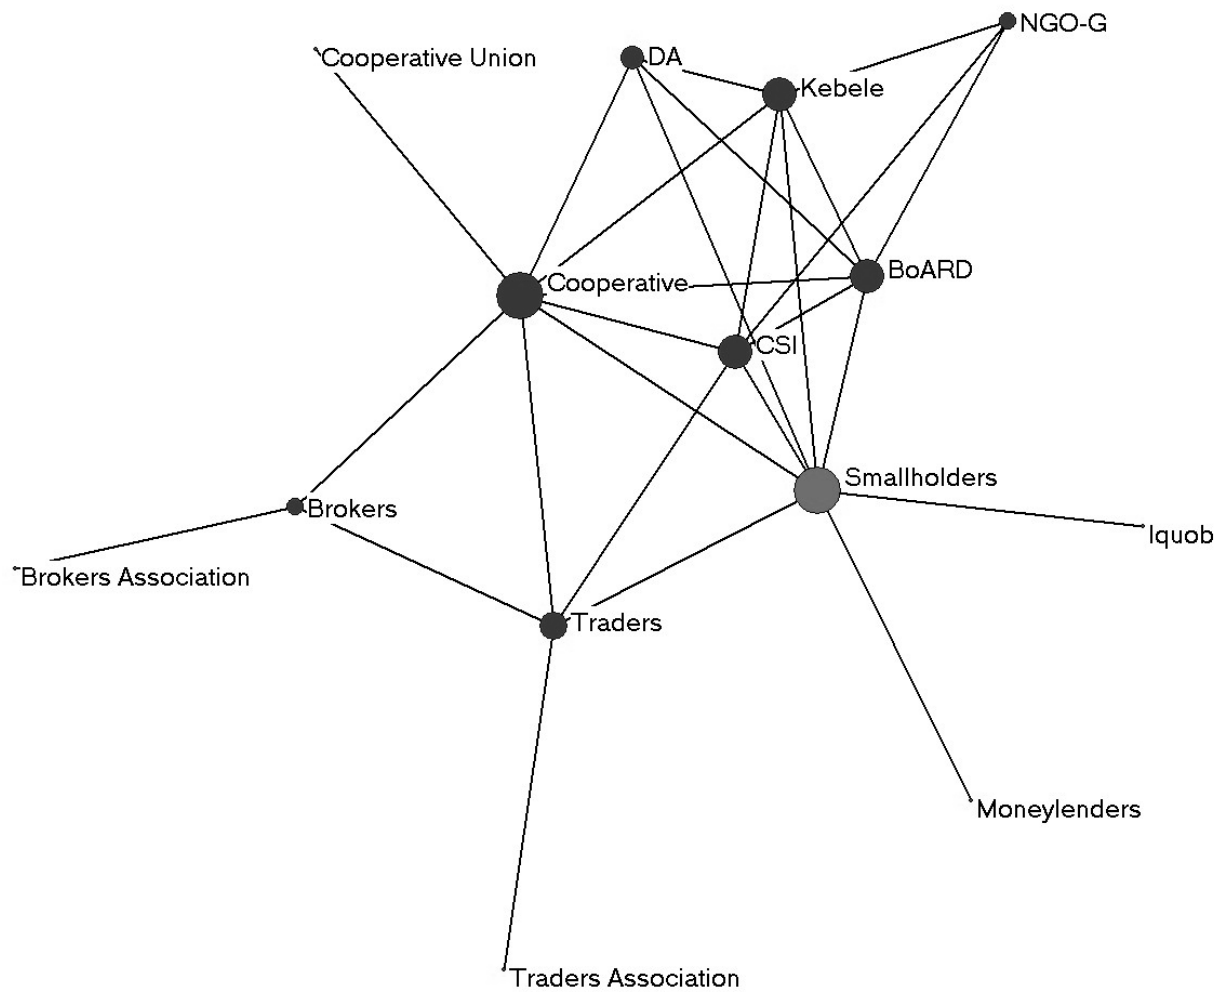 NGO-G
Cooperative Union
DA
Kebele
BoARD
Cooperative
CSI
Smallholders
Brokers
Iquob
Brokers Association
Traders
Moneylenders
Traders Association